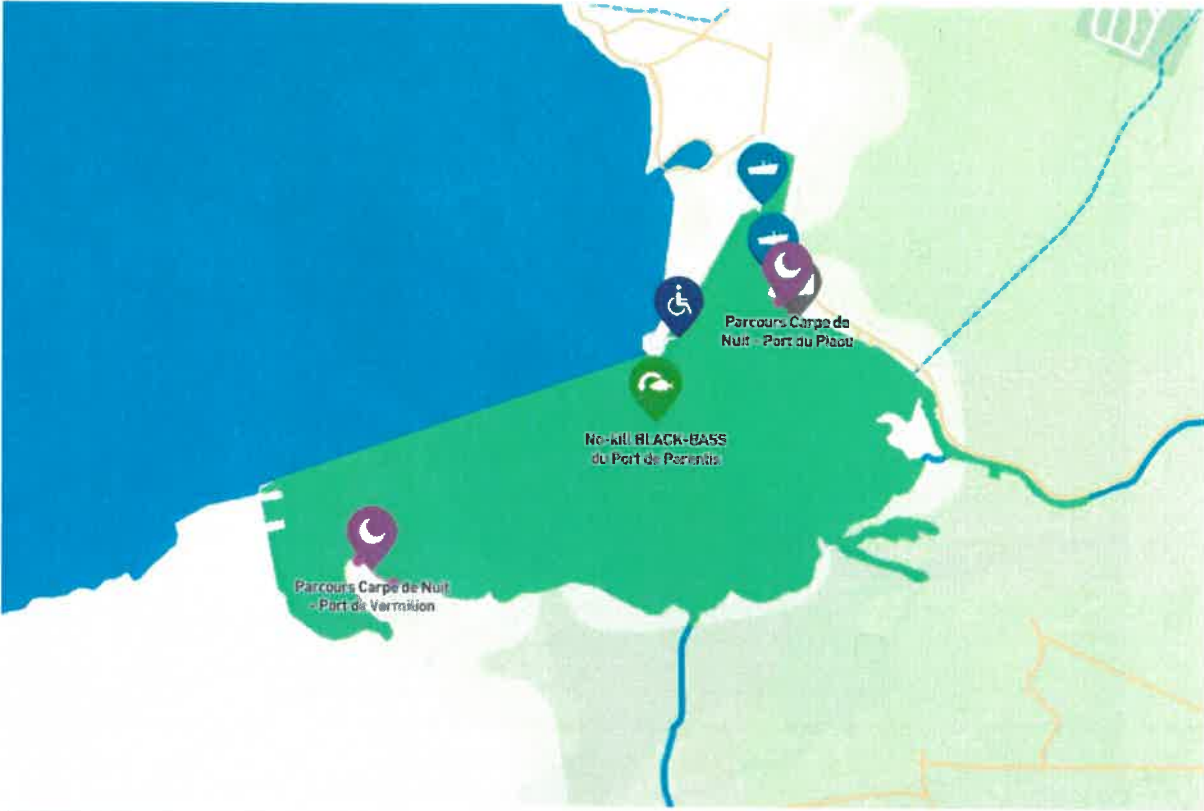 Parcours Carpe de
Nuit - Port du Piaou
No-kill BLACK-BASS
du Port de Parentis
Parcours Carpe de Nuit
- Port de Vermilion